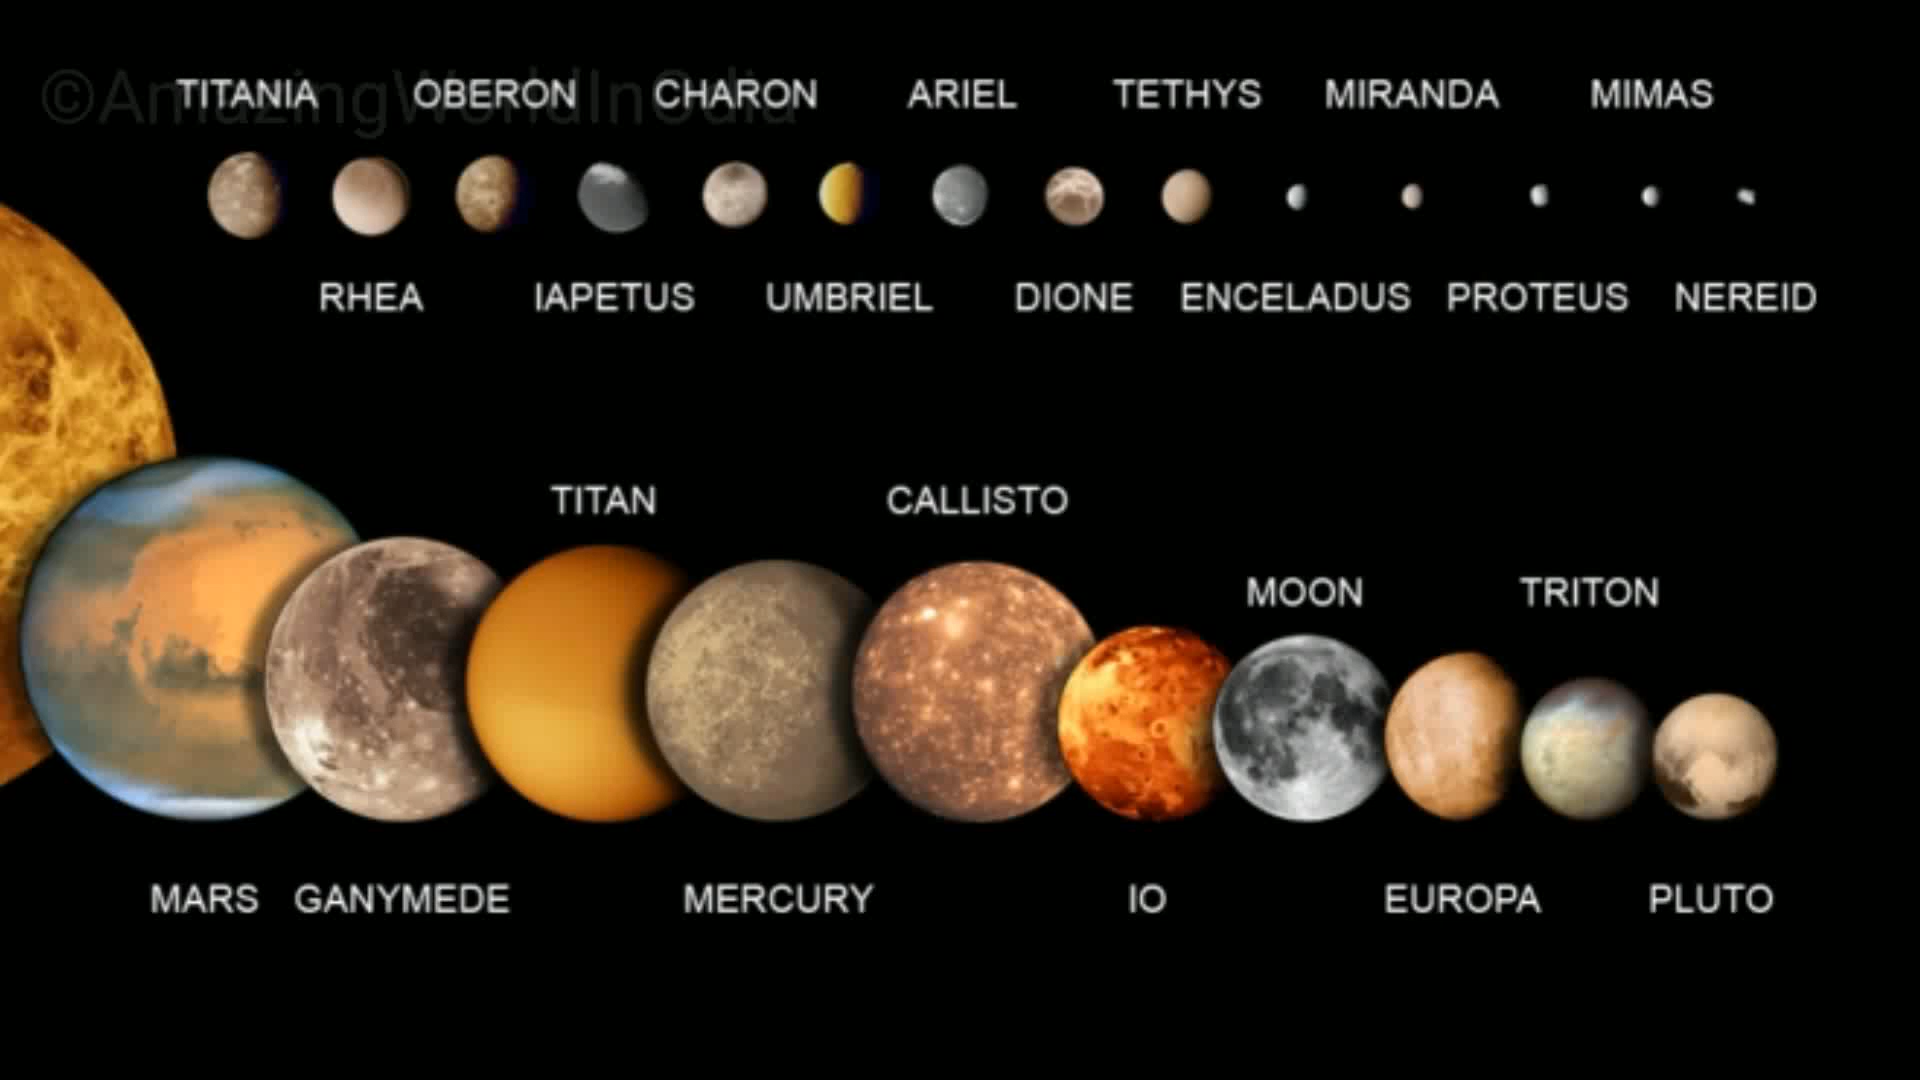 ©AmazingWorldInOdia
TITANIA OBERON CHARON ARIEL TETHYS MIRANDA MIMAS
RHEA IAPETUS UMBRIEL DIONE ENCELADUS PROTEUS NEREID
TITAN CALLISTO
MOON TRITON
MARS GANYMEDE MERCURY IO EUROPA PLUTO